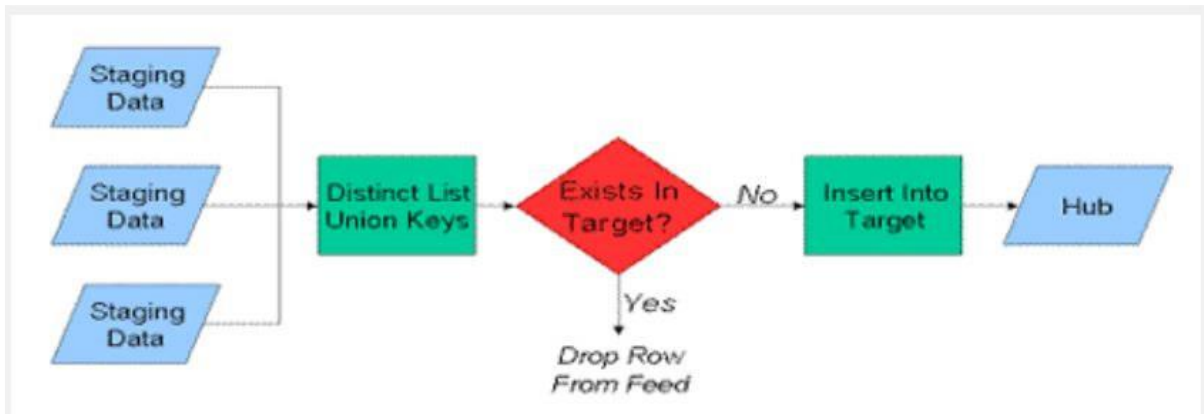 Staging
Data
Staging
Data
Staging
Data
Distinct List
Union Keys
Exists In
Target?
No
Yes
Drop Row
From Feed
Insert Into
Target
Hub